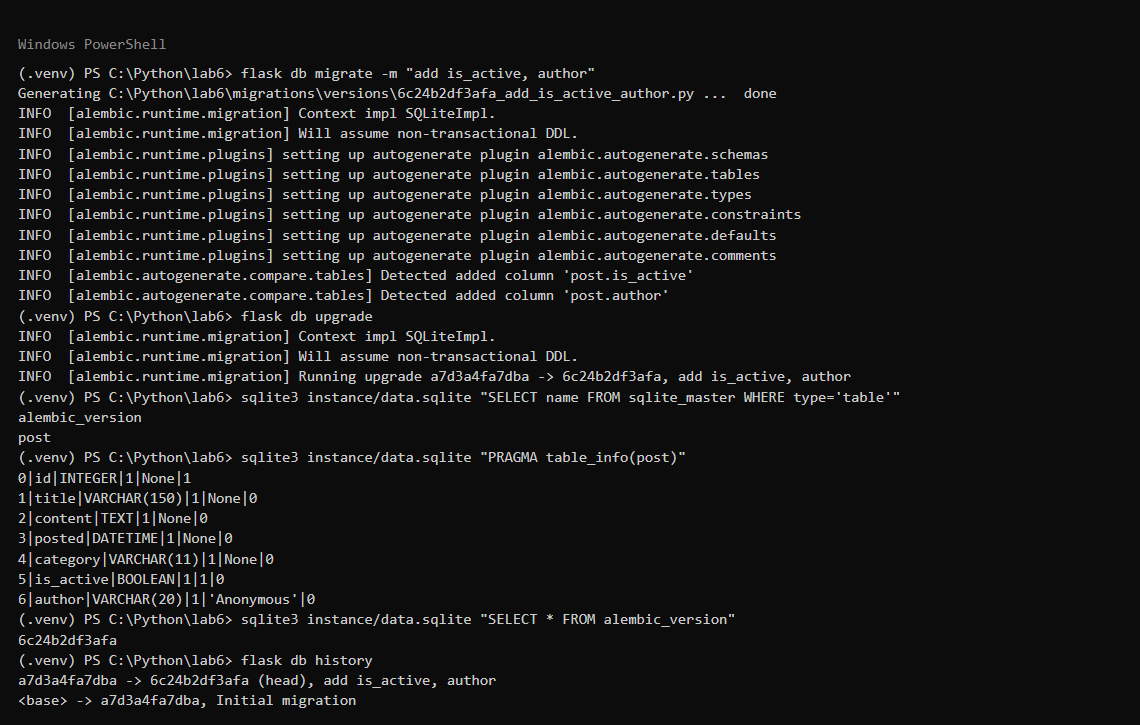 Windows PowerShell
(.venv) PS C:\Python\lab6> flask db migrate -m "add is_active, author"
Generating C:\Python\lab6\migrations\versions\6c24b2df3afa_add_is_active_author.py ...  done
INFO  [alembic.runtime.migration] Context impl SQLiteImpl.
INFO  [alembic.runtime.migration] Will assume non-transactional DDL.
INFO  [alembic.runtime.plugins] setting up autogenerate plugin alembic.autogenerate.schemas
INFO  [alembic.runtime.plugins] setting up autogenerate plugin alembic.autogenerate.tables
INFO  [alembic.runtime.plugins] setting up autogenerate plugin alembic.autogenerate.types
INFO  [alembic.runtime.plugins] setting up autogenerate plugin alembic.autogenerate.constraints
INFO  [alembic.runtime.plugins] setting up autogenerate plugin alembic.autogenerate.defaults
INFO  [alembic.runtime.plugins] setting up autogenerate plugin alembic.autogenerate.comments
INFO  [alembic.autogenerate.compare.tables] Detected added column 'post.is_active'
INFO  [alembic.autogenerate.compare.tables] Detected added column 'post.author'
(.venv) PS C:\Python\lab6> flask db upgrade
INFO  [alembic.runtime.migration] Context impl SQLiteImpl.
INFO  [alembic.runtime.migration] Will assume non-transactional DDL.
INFO  [alembic.runtime.migration] Running upgrade a7d3a4fa7dba -> 6c24b2df3afa, add is_active, author
(.venv) PS C:\Python\lab6> sqlite3 instance/data.sqlite "SELECT name FROM sqlite_master WHERE type='table'"
alembic_version
post
(.venv) PS C:\Python\lab6> sqlite3 instance/data.sqlite "PRAGMA table_info(post)"
0|id|INTEGER|1|None|1
1|title|VARCHAR(150)|1|None|0
2|content|TEXT|1|None|0
3|posted|DATETIME|1|None|0
4|category|VARCHAR(11)|1|None|0
5|is_active|BOOLEAN|1|1|0
6|author|VARCHAR(20)|1|'Anonymous'|0
(.venv) PS C:\Python\lab6> sqlite3 instance/data.sqlite "SELECT * FROM alembic_version"
6c24b2df3afa
(.venv) PS C:\Python\lab6> flask db history
a7d3a4fa7dba -> 6c24b2df3afa (head), add is_active, author
<base> -> a7d3a4fa7dba, Initial migration